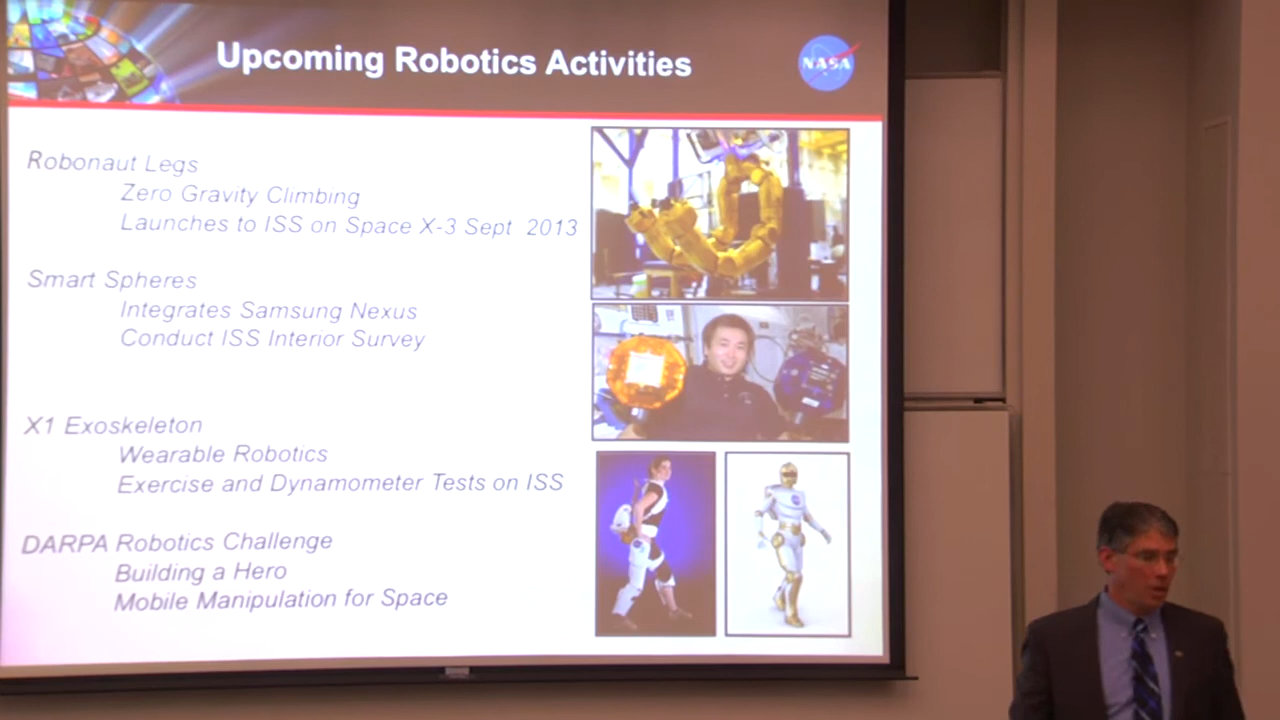 Upcoming Robotics Activities
NASA
Robonaut Legs
Zero Gravity Climbing
Launches to ISS on Space X-3 Sept 2013
Smart Spheres
Integrates Samsung Nexus
Conduct ISS Interior Survey
X1 Exoskeleton
Wearable Robotics
Exercise and Dynamometer Tests on ISS
DARPA Robotics Challenge
Building a Hero
Mobile Manipulation for Space